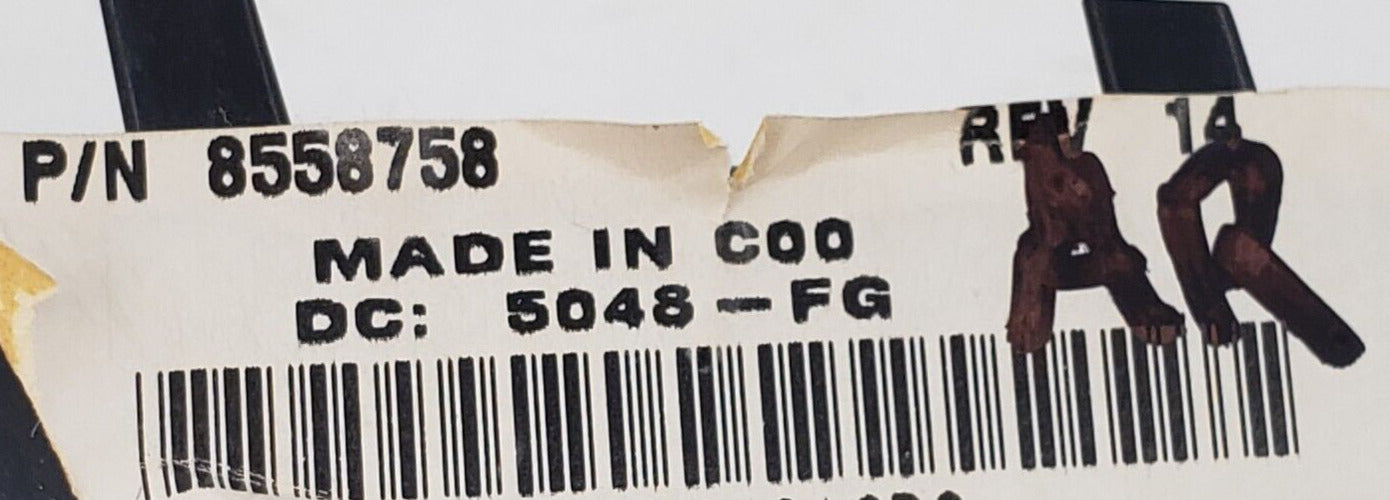 P/N 8558758 REV 14
AR
MADE IN COO
DC: 5048-FG